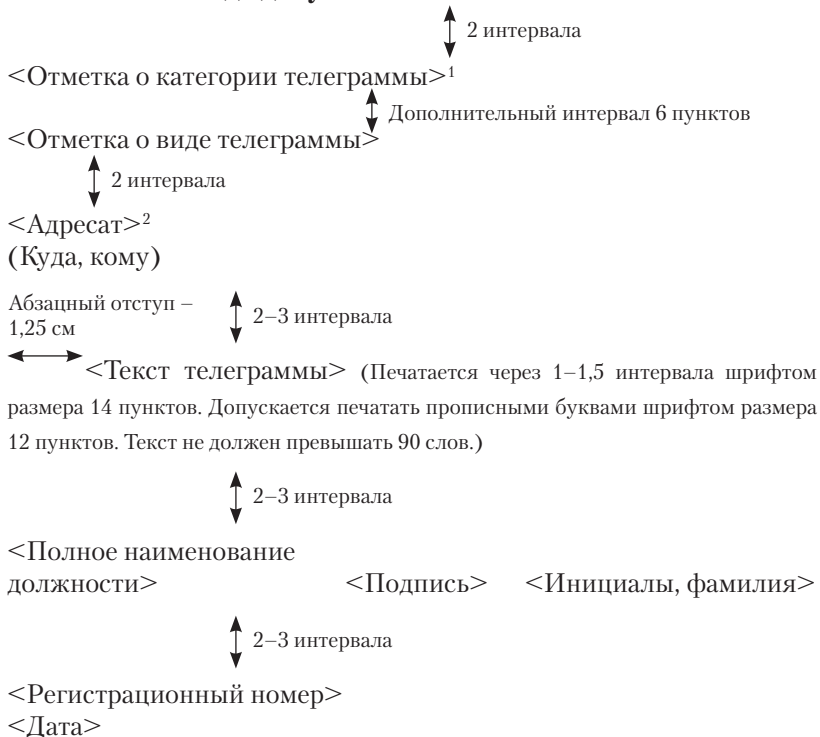 2 интервала
<Отметка о категории телеграммы>¹
Дополнительный интервал 6 пунктов
<Отметка о виде телеграммы>
2 интервала
<Адресат>²
(Куда, кому)
Абзацный отступ –
1,25 см
2–3 интервала
<Текст телеграммы> (Печатается через 1–1,5 интервала шрифтом
размера 14 пунктов. Допускается печатать прописными буквами шрифтом размера
12 пунктов. Текст не должен превышать 90 слов.)
2–3 интервала
<Полное наименование
должности> <Подпись> <Инициалы, фамилия>
2–3 интервала
<Регистрационный номер>
<Дата>